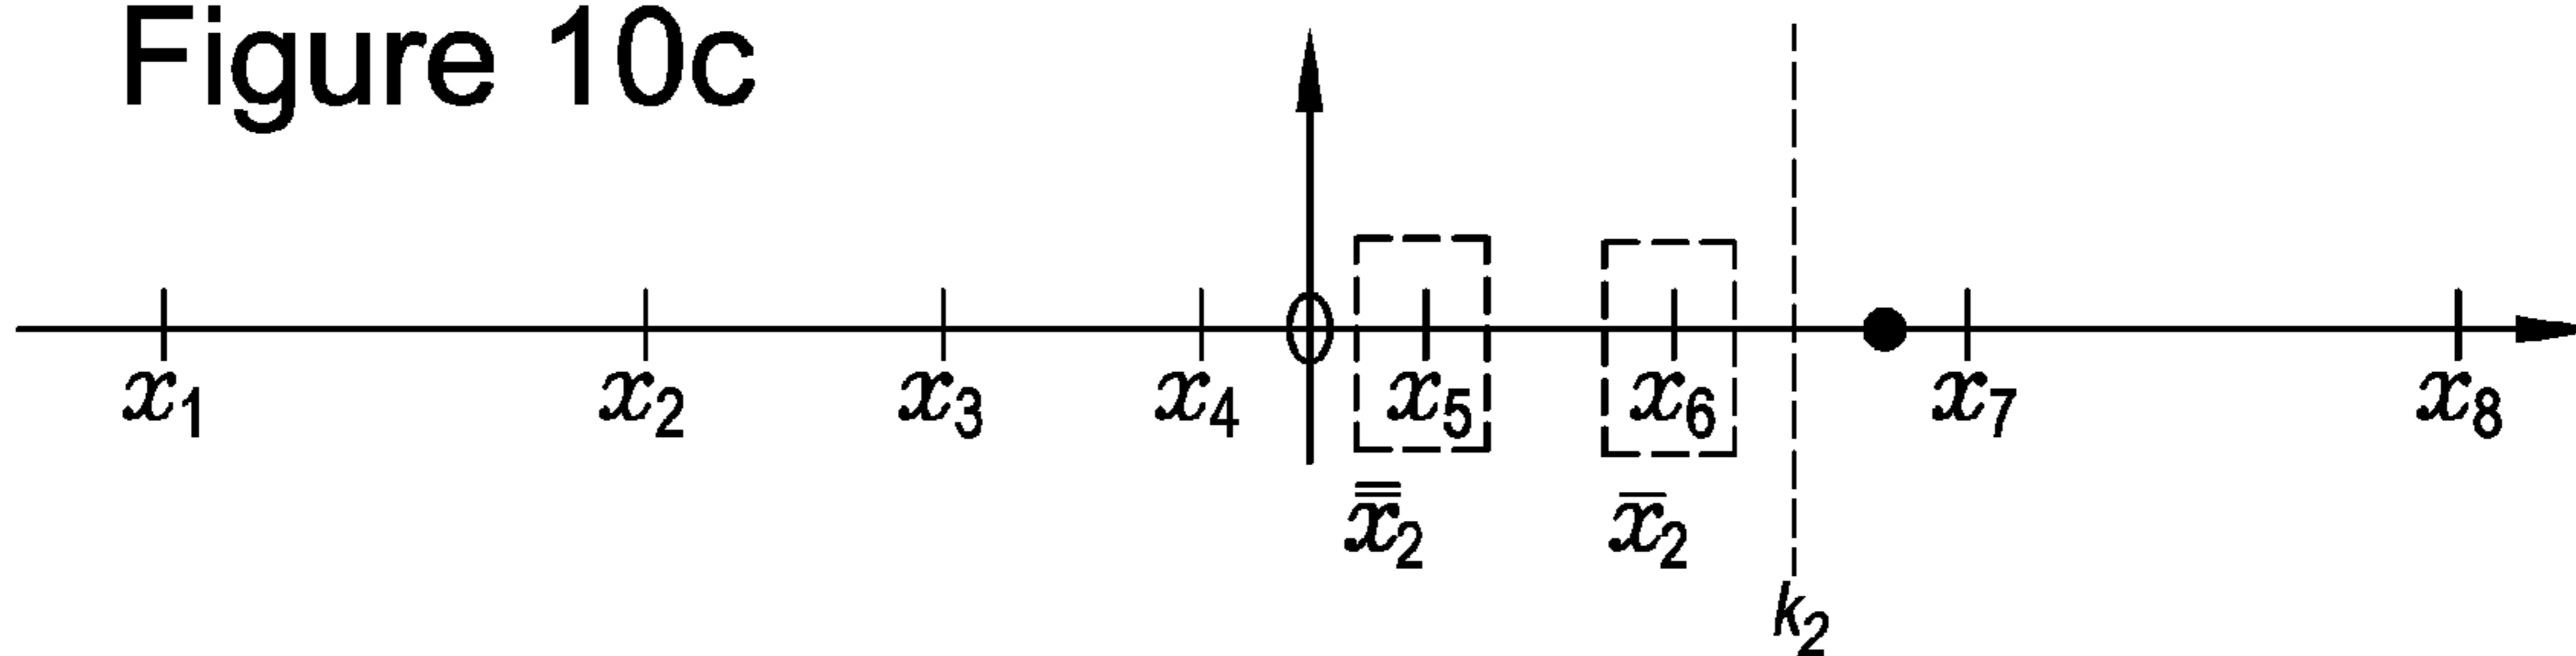 Figure 10c
x₁ x₂ x₃ x₄ x₅ x₆ x₇ x₈
x̿₂ x̅₂
k₂